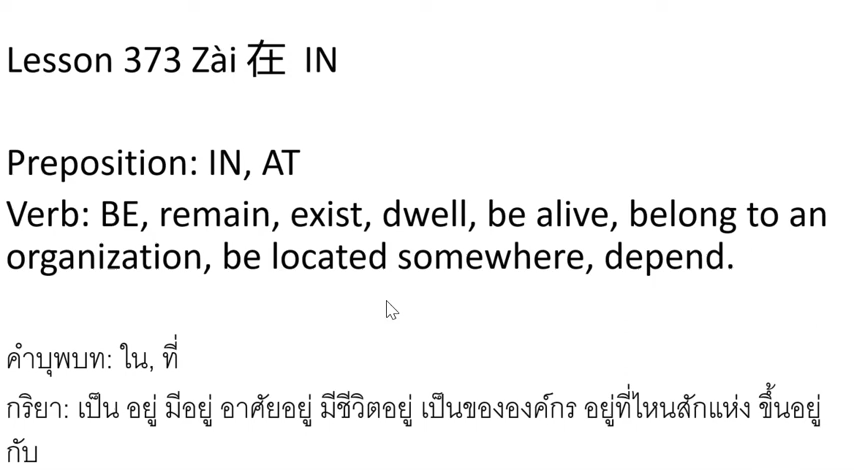 Lesson 373 Zài 在 IN
Preposition: IN, AT
Verb: BE, remain, exist, dwell, be alive, belong to an
organization, be located somewhere, depend.
คำบุพบท: ใน, ที่
กริยา: เป็น อยู่ มีอยู่ อาศัยอยู่ มีชีวิตอยู่ เป็นขององค์กร อยู่ที่ไหนสักแห่ง ขึ้นอยู่
กับ